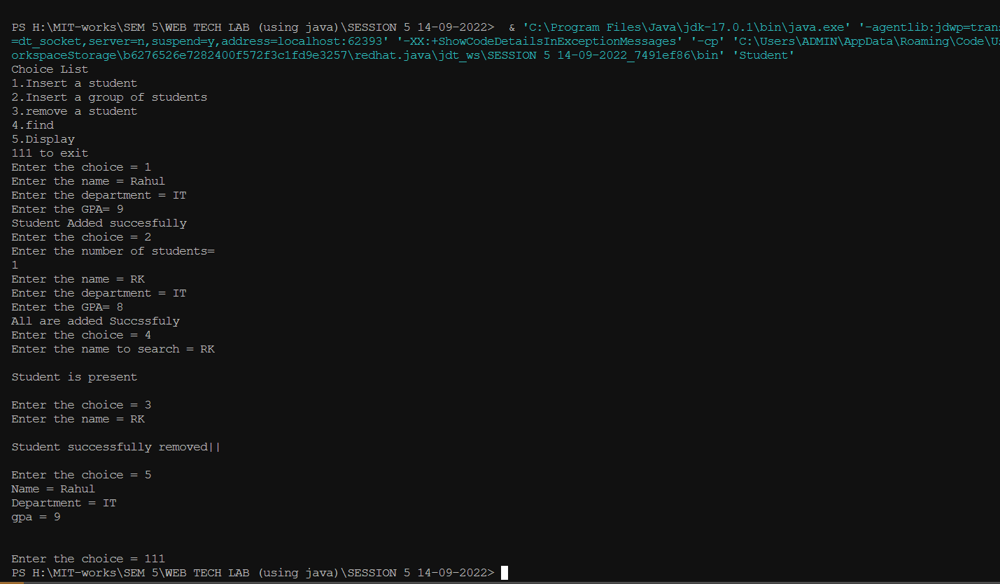 PS H:\MIT-works\SEM 5\WEB TECH LAB (using java)\SESSION 5 14-09-2022>  & 'C:\Program Files\Java\jdk-17.0.1\bin\java.exe' '-agentlib:jdwp=trans
=dt_socket,server=n,suspend=y,address=localhost:62393' '-XX:+ShowCodeDetailsInExceptionMessages' '-cp' 'C:\Users\ADMIN\AppData\Roaming\Code\Us
orkspaceStorage\b6276526e7282400f572f3c1fd9e3257\redhat.java\jdt_ws\SESSION 5 14-09-2022_7491ef86\bin' 'Student'
Choice List
1.Insert a student
2.Insert a group of students
3.remove a student
4.find
5.Display
111 to exit
Enter the choice = 1
Enter the name = Rahul
Enter the department = IT
Enter the GPA= 9
Student Added succesfully
Enter the choice = 2
Enter the number of students=
1
Enter the name = RK
Enter the department = IT
Enter the GPA= 8
All are added Succssfuly
Enter the choice = 4
Enter the name to search = RK
Student is present
Enter the choice = 3
Enter the name = RK
Student successfully removed||
Enter the choice = 5
Name = Rahul
Department = IT
gpa = 9
Enter the choice = 111
PS H:\MIT-works\SEM 5\WEB TECH LAB (using java)\SESSION 5 14-09-2022>